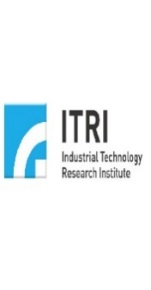 ITRI
Industrial Technology
Research Institute